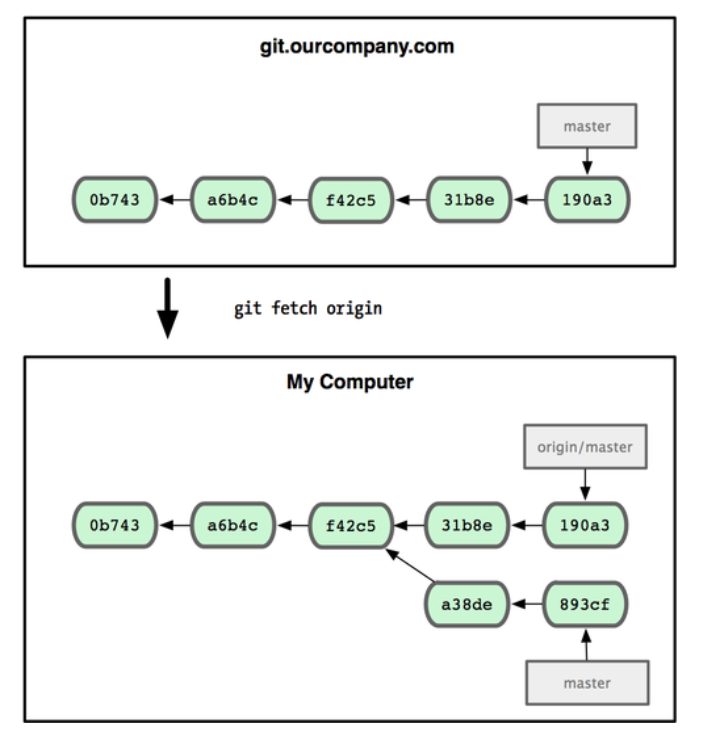 git.ourcompany.com
master
0b743 a6b4c f42c5 31b8e 190a3
git fetch origin
My Computer
origin/master
0b743 a6b4c f42c5 31b8e 190a3
a38de 893cf
master